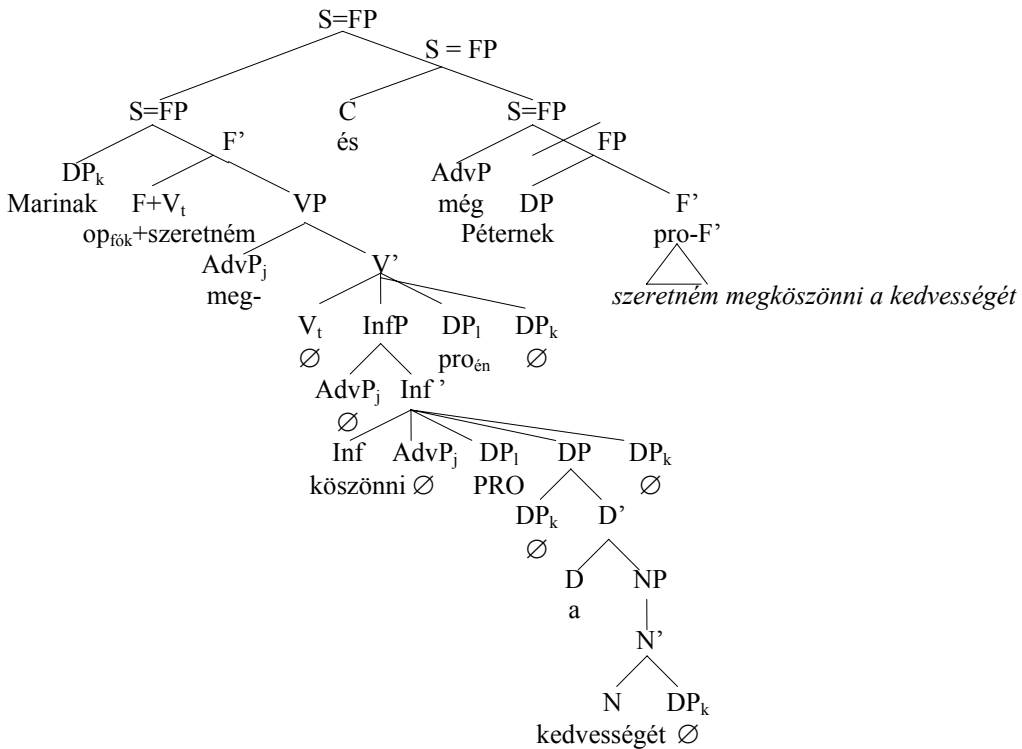 S=FP
S = FP
S=FP C S=FP
és
F’ FP
DPk AdvP
Marinak F+Vt VP még DP F’
opfók+szeretném Péternek pro-F’
AdvPj V’
meg- szeretném megköszönni a kedvességét
Vt InfP DPl DPk
∅ proén ∅
AdvPj Inf ’
∅
Inf AdvPj DPl DP DPk
köszönni ∅ PRO ∅
DPk D’
∅
D NP
a
N’
N DPk
kedvességét ∅